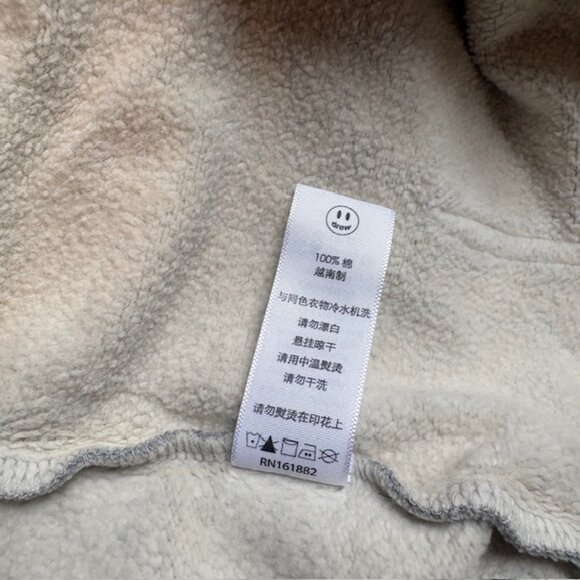 drew
100% 棉
越南制
与同色衣物冷水机洗
请勿漂白
悬挂晾干
请用中温熨烫
请勿干洗
请勿熨烫在印花上
RN161882